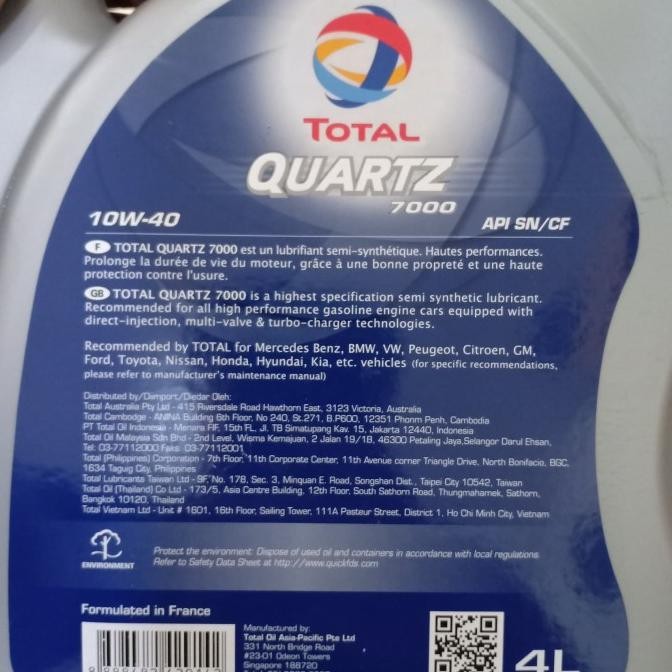 TOTAL
QUARTZ
7000
10W-40
API SN/CF
F TOTAL QUARTZ 7000 est un lubrifiant semi-synthétique. Hautes performances.
Prolonge la durée de vie du moteur, grâce à une bonne propreté et une haute
protection contre l'usure.
GB TOTAL QUARTZ 7000 is a highest specification semi synthetic lubricant.
Recommended for all high performance gasoline engine cars equipped with
direct-injection, multi-valve & turbo-charger technologies.
Recommended by TOTAL for Mercedes Benz, BMW, VW, Peugeot, Citroen, GM,
Ford, Toyota, Nissan, Honda, Hyundai, Kia, etc. vehicles (for specific recommendations,
please refer to manufacturer's maintenance manual)
Distributed by/Diimport/Diedar Oleh:
Total Australia Pty Ltd - 415 Riversdale Road Hawthorn East, 3123 Victoria, Australia
Total Cambodge - ANINA Building 6th Floor, No 240, St.271, B.P600, 12351 Phonm Penh, Cambodia
PT Total Oil Indonesia - Menara FIF, 15th FL, Jl. TB Simatupang Kav. 15, Jakarta 12440, Indonesia
Total Oil Malaysia Sdn Bhd - 2nd Level, Wisma Kemajuan, 2 Jalan 19/1B, 46300 Petaling Jaya,Selangor Darul Ehsan,
Tel: 03-77112000 Faks: 03-77112001
Total (Philippines) Corporation - 7th Floor, 11th Corporate Center, 11th Avenue corner Triangle Drive, North Bonifacio, BGC,
1634 Taguig City, Philippines
Total Lubricants Taiwan Ltd - 9F, No. 178, Sec. 3, Minquan E. Road, Songshan Dist., Taipei City 10542, Taiwan
Total Oil (Thailand) Co Ltd - 173/5, Asia Centre Building, 12th Floor, South Sathorn Road, Thungmahamek, Sathorn,
Bangkok 10120, Thailand
Total Vietnam Ltd - Unit # 1601, 16th Floor, Sailing Tower, 111A Pasteur Street, District 1, Ho Chi Minh City, Vietnam
ENVIRONMENT
Protect the environment: Dispose of used oil and containers in accordance with local regulations.
Refer to Safety Data Sheet at http://www.quickfds.com
Formulated in France
Manufactured by:
Total Oil Asia-Pacific Pte Ltd
331 North Bridge Road
#23-01 Odeon Towers
Singapore 188720
4L